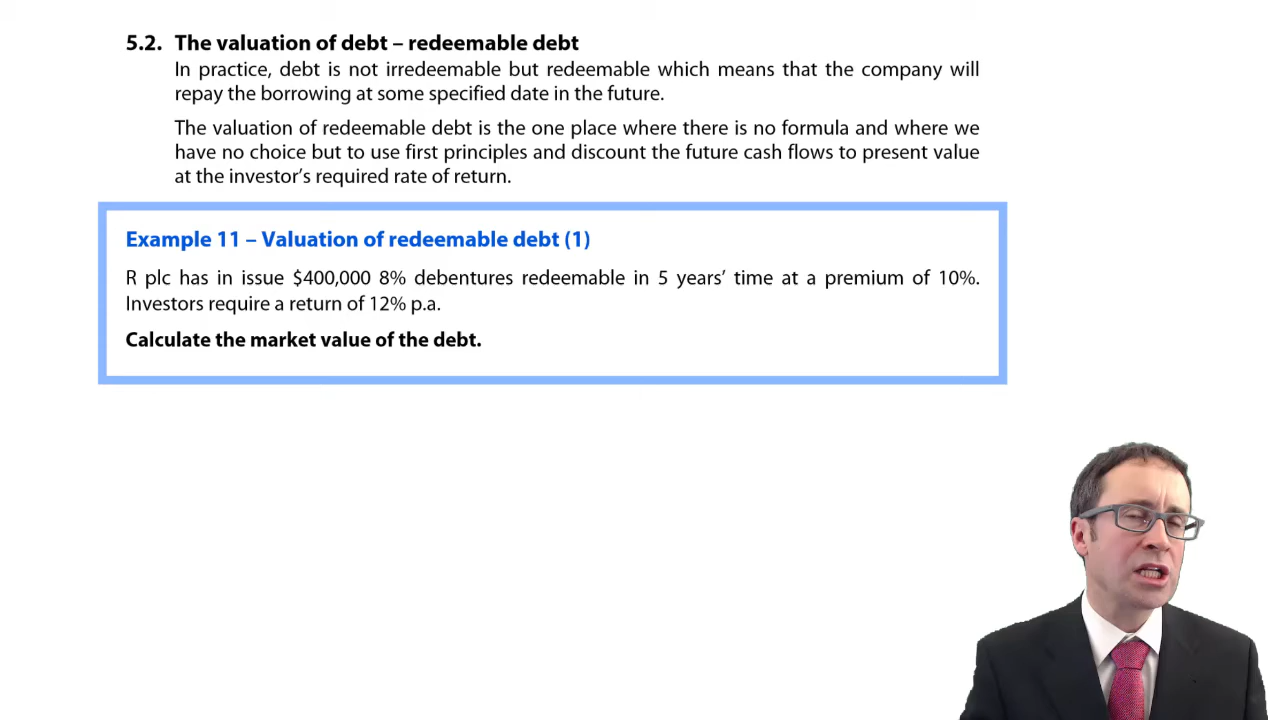 5.2. The valuation of debt – redeemable debt
In practice, debt is not irredeemable but redeemable which means that the company will
repay the borrowing at some specified date in the future.
The valuation of redeemable debt is the one place where there is no formula and where we
have no choice but to use first principles and discount the future cash flows to present value
at the investor's required rate of return.
Example 11 – Valuation of redeemable debt (1)
R plc has in issue $400,000 8% debentures redeemable in 5 years' time at a premium of 10%.
Investors require a return of 12% p.a.
Calculate the market value of the debt.